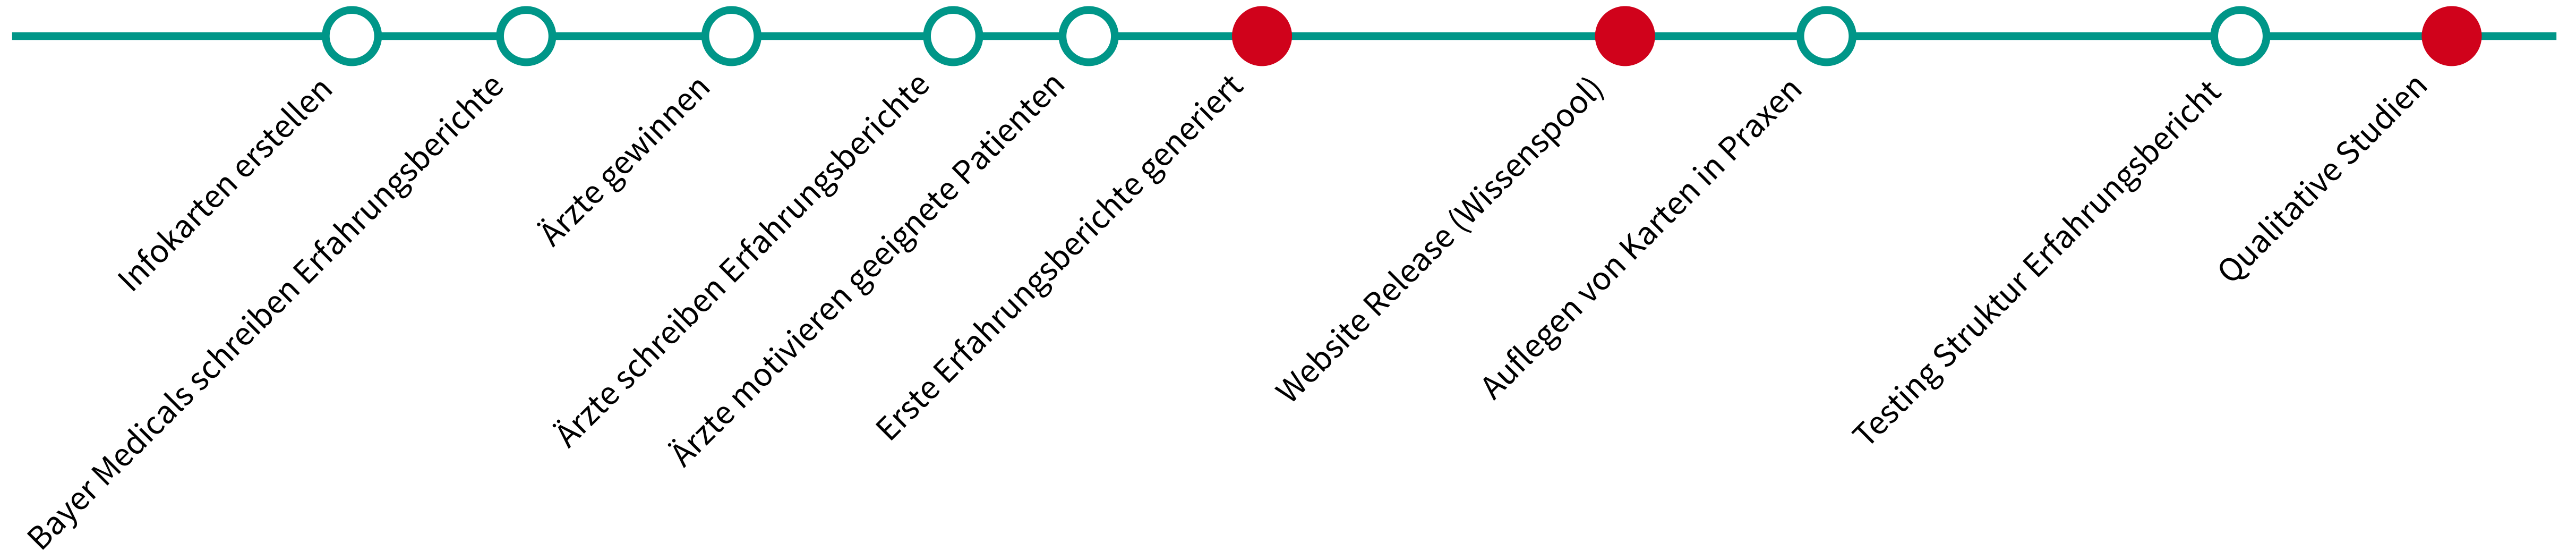 Infokarten erstellen
Bayer Medicals schreiben Erfahrungsberichte
Ärzte gewinnen
Ärzte schreiben Erfahrungsberichte
Ärzte motivieren geeignete Patienten
Erste Erfahrungsberichte generiert
Website Release (Wissenspool)
Auflegen von Karten in Praxen
Testing Struktur Erfahrungsbericht
Qualitative Studien